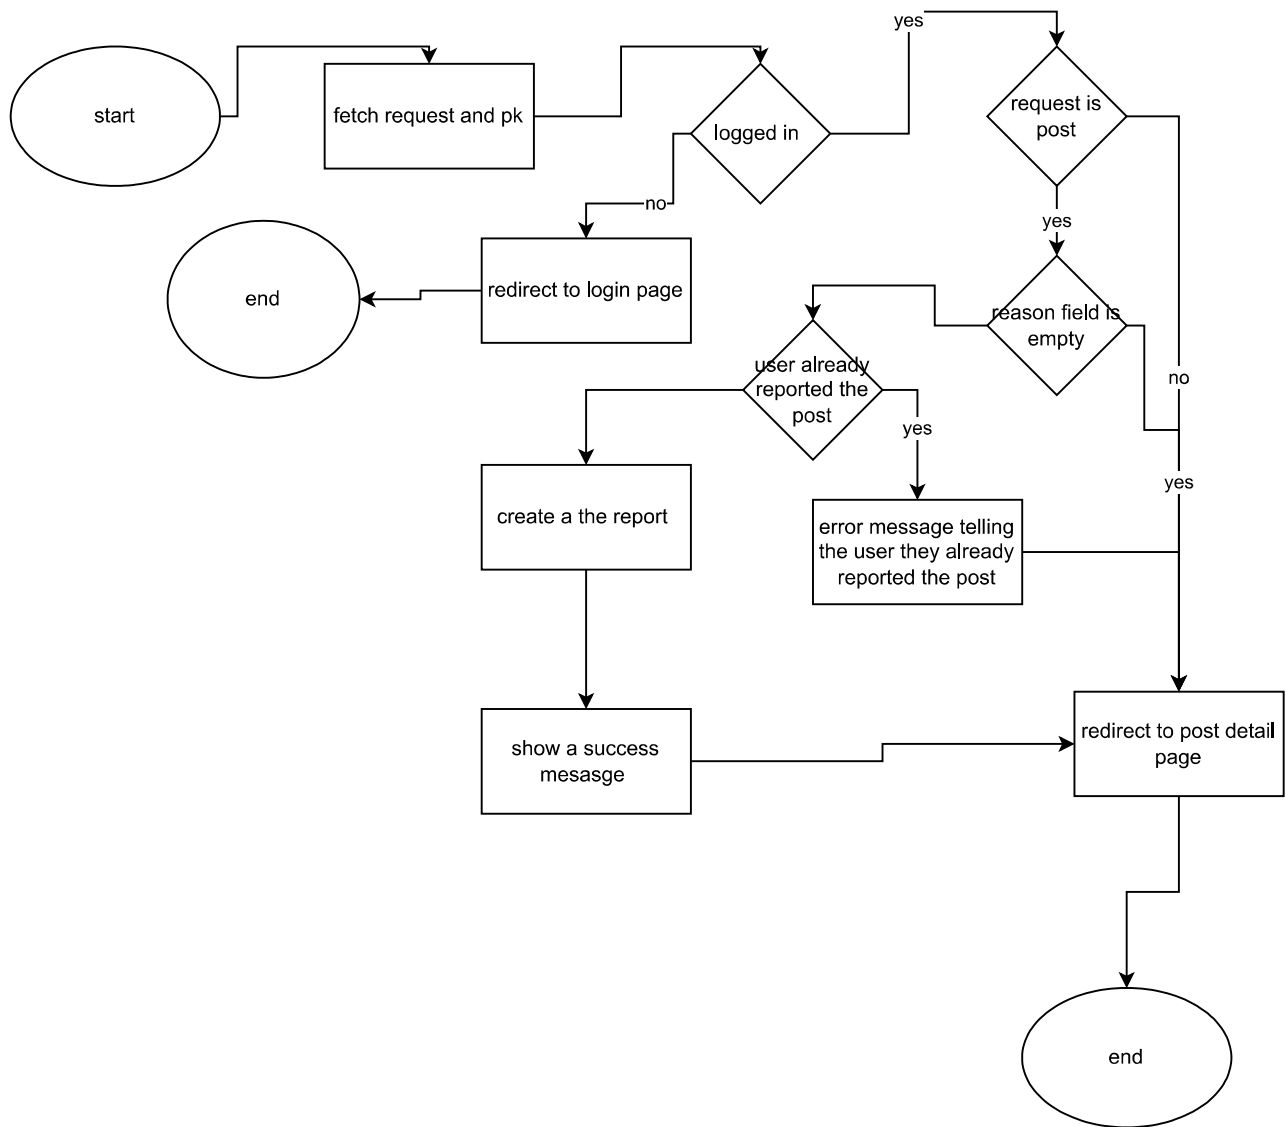 yes
start
fetch request and pk
logged in
request is
post
no
yes
end
redirect to login page
reason field is
empty
user already
reported the
post
no
yes
yes
create a the report
error message telling
the user they already
reported the post
show a success
mesasge
redirect to post detail
page
end